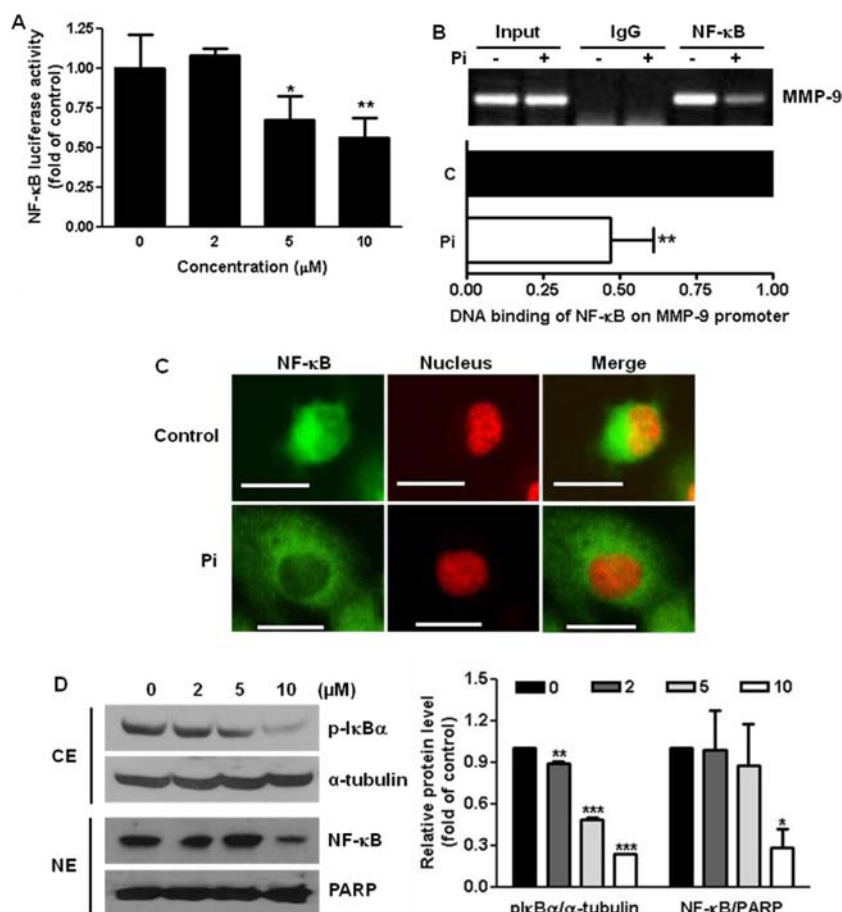 A
NF-κB luciferase activity
(fold of control)
1.25
1.00
0.75
0.50
0.25
0.00
*
**
0 2 5 10
Concentration (μM)
B
Input IgG NF-κB
Pi - + - + - +
MMP-9
C
Pi
**
0.00 0.25 0.50 0.75 1.00
DNA binding of NF-κB on MMP-9 promoter
C
NF-κB Nucleus Merge
Control
Pi
D
0 2 5 10 (μM)
CE
p-IκBα
α-tubulin
NE
NF-κB
PARP
Relative protein level
(fold of control)
1.5
1.2
0.9
0.6
0.3
0.0
0 2 5 10
**
***
***
*
pIκBα/α-tubulin NF-κB/PARP